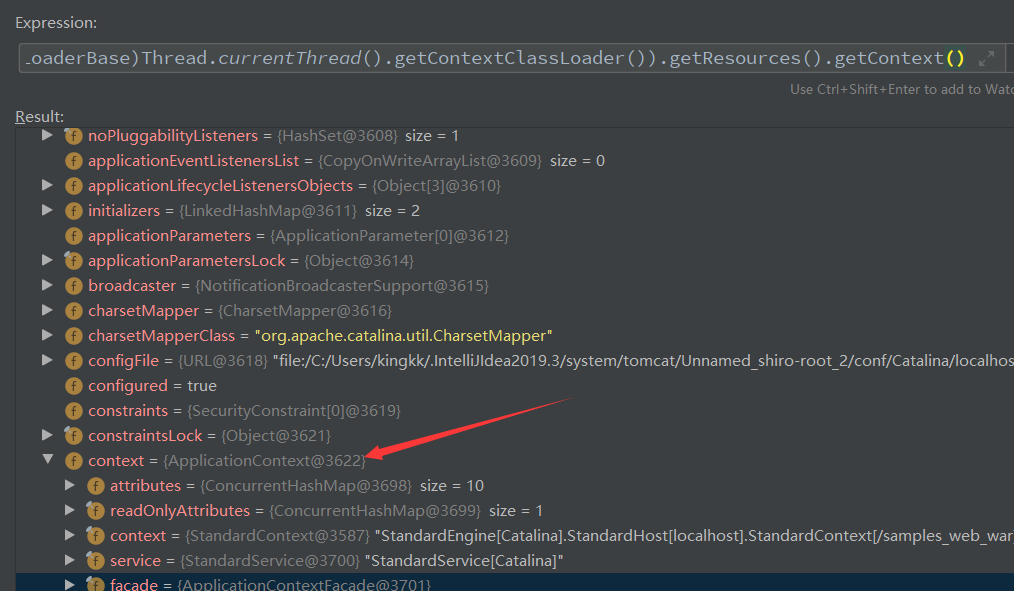 Expression:
.oaderBase)Thread.currentThread().getContextClassLoader()).getResources().getContext()
Use Ctrl+Shift+Enter to add to Watc
Result:
f noPluggabilityListeners = {HashSet@3608} size = 1
f applicationEventListenersList = {CopyOnWriteArrayList@3609} size = 0
f applicationLifecycleListenersObjects = {Object[3]@3610}
f initializers = {LinkedHashMap@3611} size = 2
f applicationParameters = {ApplicationParameter[0]@3612}
f applicationParametersLock = {Object@3614}
f broadcaster = {NotificationBroadcasterSupport@3615}
f charsetMapper = {CharsetMapper@3616}
f charsetMapperClass = "org.apache.catalina.util.CharsetMapper"
f configFile = {URL@3618} "file:/C:/Users/kingkk/.IntelliJIdea2019.3/system/tomcat/Unnamed_shiro-root_2/conf/Catalina/localhos
f configured = true
f constraints = {SecurityConstraint[0]@3619}
f constraintsLock = {Object@3621}
f context = {ApplicationContext@3622}
f attributes = {ConcurrentHashMap@3698} size = 10
f readOnlyAttributes = {ConcurrentHashMap@3699} size = 1
f context = {StandardContext@3587} "StandardEngine[Catalina].StandardHost[localhost].StandardContext[/samples_web_war
f service = {StandardService@3700} "StandardService[Catalina]"
f facade = {ApplicationContextFacade@3701}